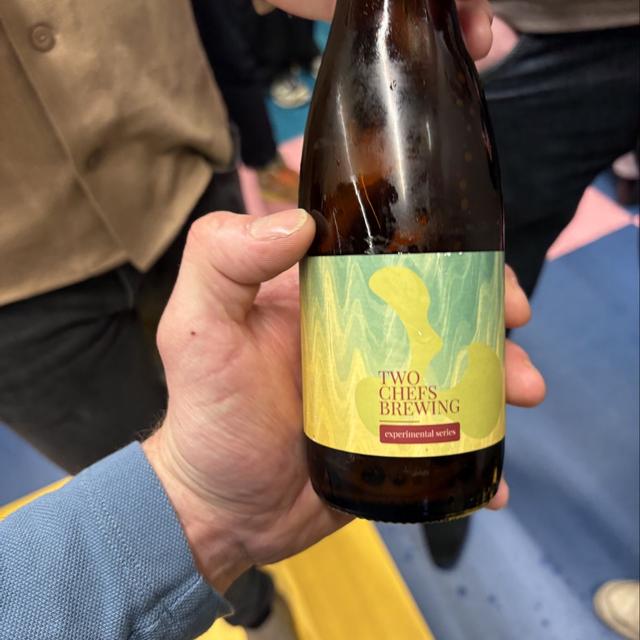 TWO
CHEFS
BREWING
experimental series